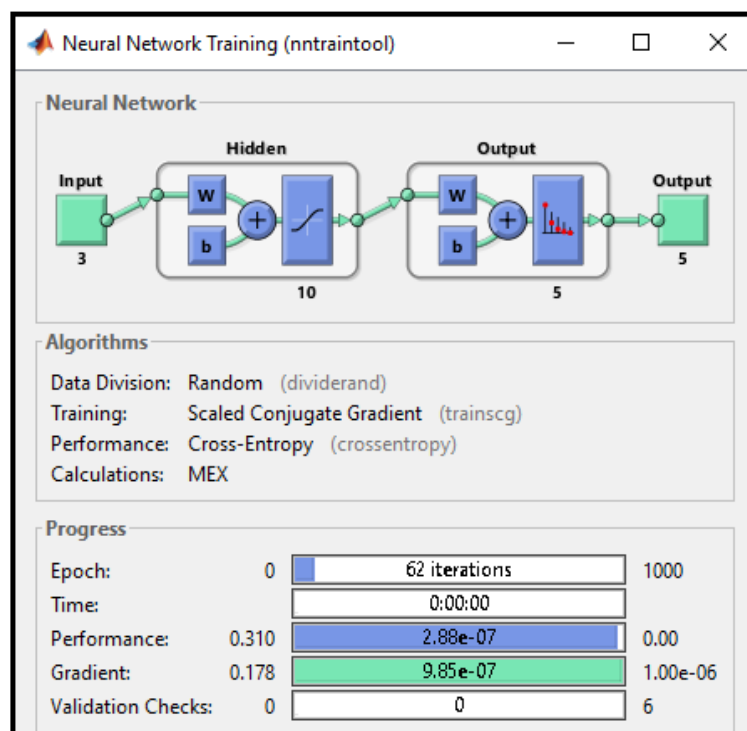 Neural Network Training (nntraintool)
Neural Network
Hidden
Output
Input
Output
W
b
+
W
b
+
3
10
5
5
Algorithms
Data Division: Random (dividerand)
Training: Scaled Conjugate Gradient (trainscg)
Performance: Cross-Entropy (crossentropy)
Calculations: MEX
Progress
Epoch: 0 62 iterations 1000
Time: 0:00:00
Performance: 0.310 2.88e-07 0.00
Gradient: 0.178 9.85e-07 1.00e-06
Validation Checks: 0 0 6